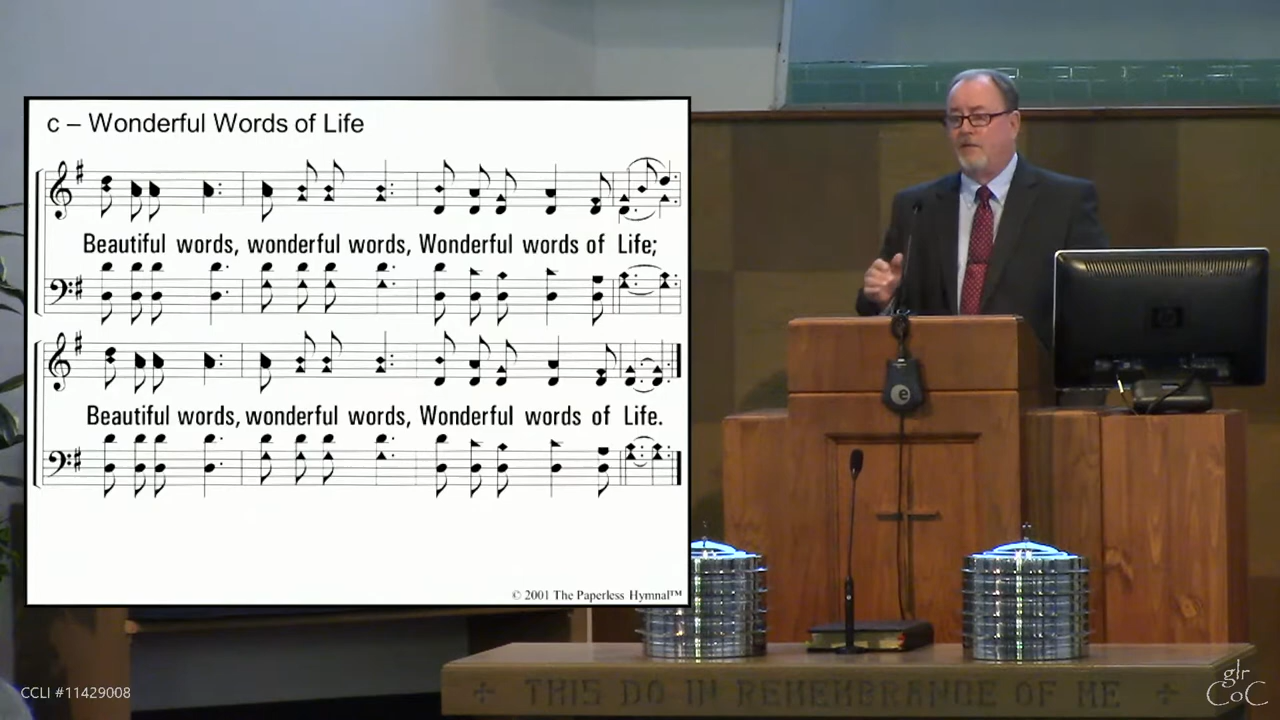 c – Wonderful Words of Life
Beautiful words, wonderful words, Wonderful words of Life;
Beautiful words, wonderful words, Wonderful words of Life.
© 2001 The Paperless Hymnal™
hp
e
THIS DO IN REMEMBRANCE OF ME
CCLI #11429008
glr
CoC